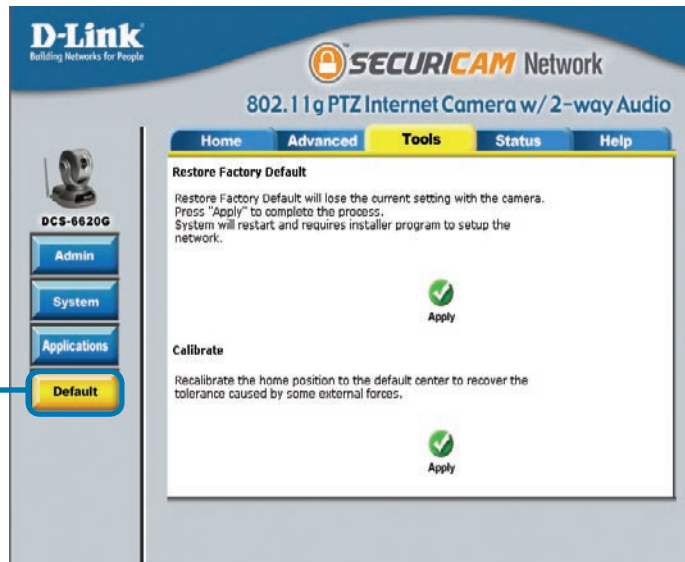 D-Link
Building Networks for People
SECURICAM Network
802.11g PTZ Internet Camera w/ 2-way Audio
Home Advanced Tools Status Help
DCS-6620G
Admin
System
Applications
Default
Restore Factory Default
Restore Factory Default will lose the current setting with the camera.
Press "Apply" to complete the process.
System will restart and requires installer program to setup the
network.
Apply
Calibrate
Recalibrate the home position to the default center to recover the
tolerance caused by some external forces.
Apply